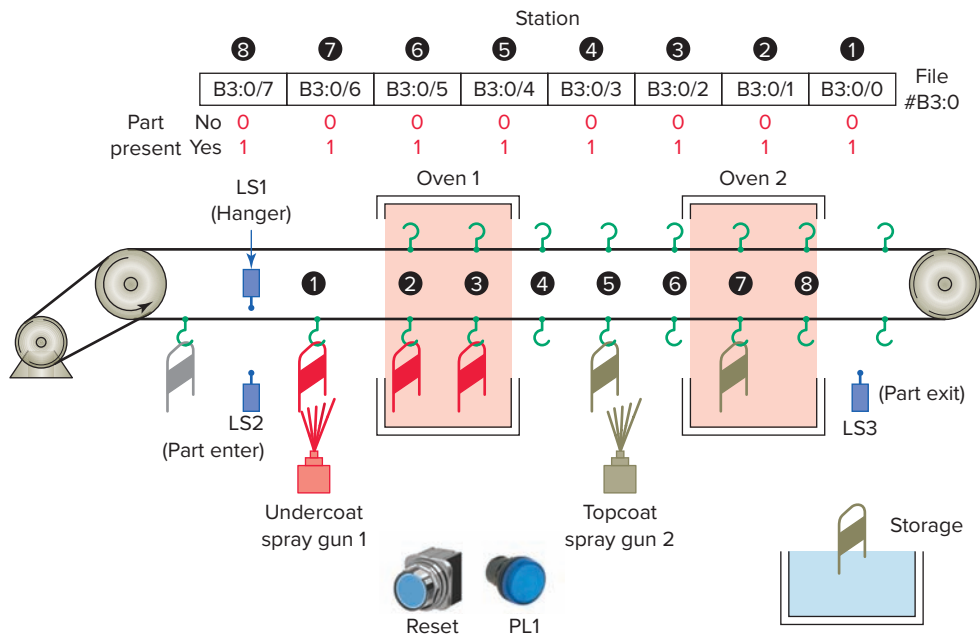 Station
8 7 6 5 4 3 2 1
B3:0/7 B3:0/6 B3:0/5 B3:0/4 B3:0/3 B3:0/2 B3:0/1 B3:0/0
File
#B3:0
Part
present
No 0 0 0 0 0 0 0 0
Yes 1 1 1 1 1 1 1 1
LS1
(Hanger)
Oven 1
Oven 2
1 2 3 4 5 6 7 8
LS2
(Part enter)
(Part exit)
LS3
Undercoat
spray gun 1
Topcoat
spray gun 2
Storage
Reset
PL1